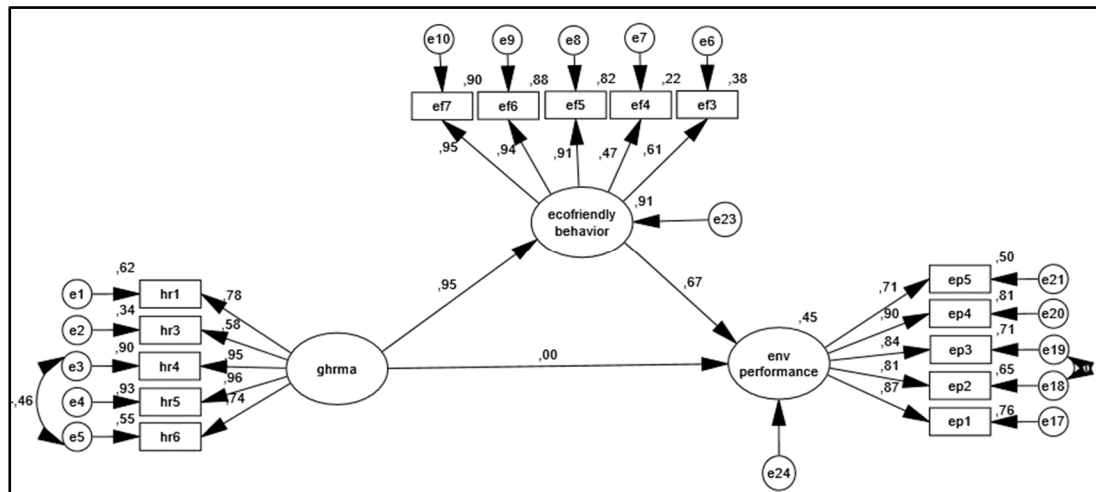 e10 e9 e8 e7 e6
,90 ,88 ,82 ,22 ,38
ef7 ef6 ef5 ef4 ef3
,95 ,94 ,91 ,47 ,61
,91
ecofriendly
behavior
e23
,95
,67
,00
,62
e1 hr1 ,78
,34
e2 hr3 ,58
,90
e3 hr4 ,95
,93
e4 hr5 ,96
,55
e5 hr6 ,74
-,46
ghrma
,45
env
performance
e24
,50
,71 ep5 e21
,81
,90 ep4 e20
,71
,84 ep3 e19
,65
,81 ep2 e18
,76
,87 ep1 e17